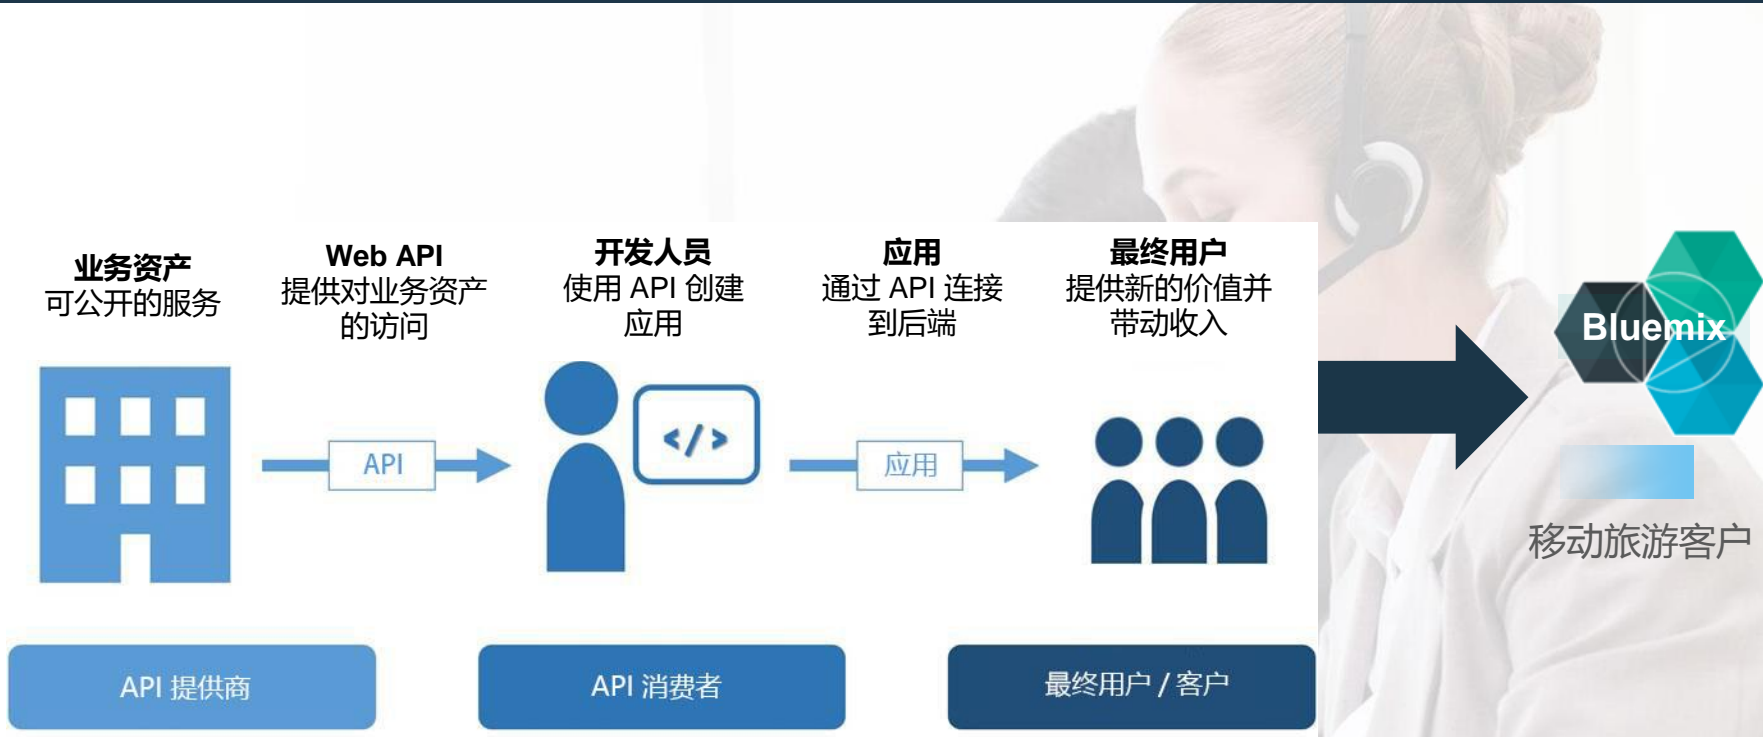 业务资产
可公开的服务
Web API
提供对业务资产
的访问
开发人员
使用 API 创建
应用
应用
通过 API 连接
到后端
最终用户
提供新的价值并
带动收入
API
</>
应用
Bluemix
移动旅游客户
API 提供商
API 消费者
最终用户 / 客户